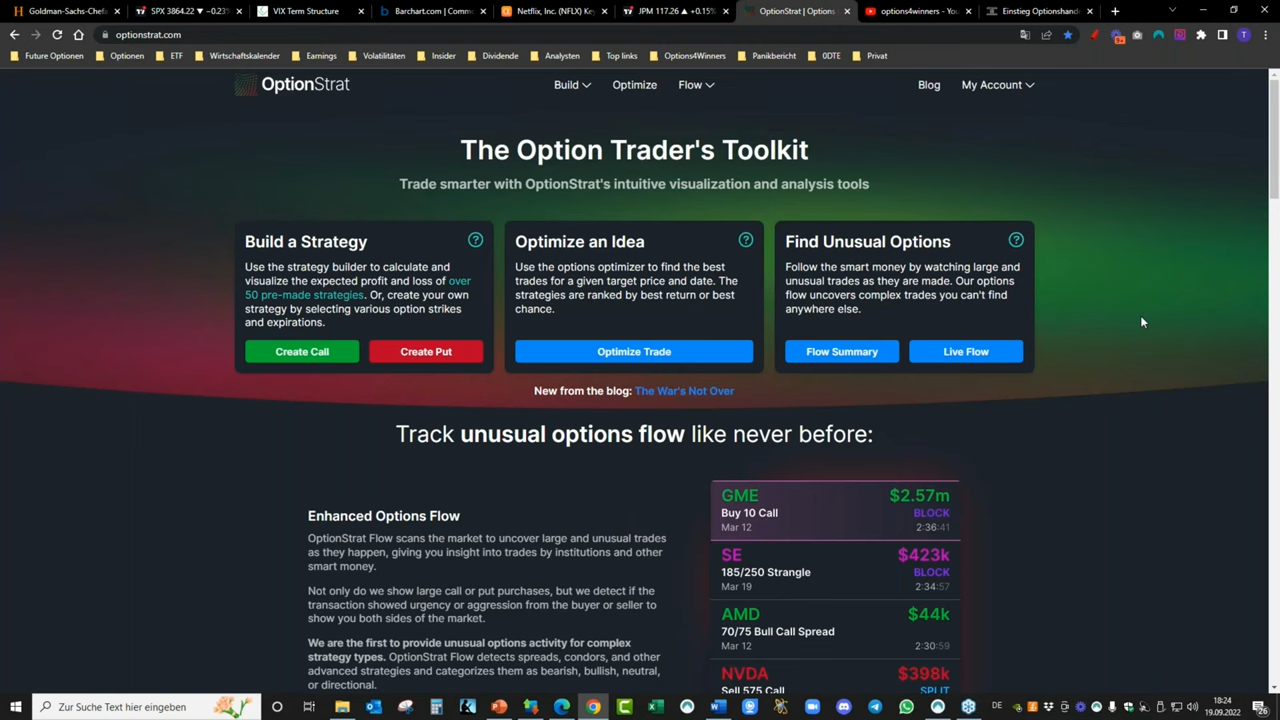 Goldman-Sachs-Chefa
SPX 3864.22 ▼ −0.23%
VIX Term Structure
Barchart.com | Commo
Netflix, Inc. (NFLX) Key
JPM 117.26 ▲ +0.15%
OptionStrat | Options
options4winners - You
Einstieg Optionshande
optionstrat.com
Future Optionen
Optionen
ETF
Wirtschaftskalender
Earnings
Volatilitäten
Insider
Dividende
Analysten
Top links
Options4Winners
Panikbericht
0DTE
Privat
OptionStrat
Build
Optimize
Flow
Blog
My Account
The Option Trader's Toolkit
Trade smarter with OptionStrat's intuitive visualization and analysis tools
Build a Strategy
Use the strategy builder to calculate and
visualize the expected profit and loss of over
50 pre-made strategies. Or, create your own
strategy by selecting various option strikes
and expirations.
Create Call
Create Put
Optimize an Idea
Use the options optimizer to find the best
trades for a given target price and date. The
strategies are ranked by best return or best
chance.
Optimize Trade
Find Unusual Options
Follow the smart money by watching large and
unusual trades as they are made. Our options
flow uncovers complex trades you can't find
anywhere else.
Flow Summary
Live Flow
New from the blog: The War's Not Over
Track unusual options flow like never before:
Enhanced Options Flow
OptionStrat Flow scans the market to uncover large and unusual trades
as they happen, giving you insight into trades by institutions and other
smart money.
Not only do we show large call or put purchases, but we detect if the
transaction showed urgency or aggression from the buyer or seller to
show you both sides of the market.
We are the first to provide unusual options activity for complex
strategy types. OptionStrat Flow detects spreads, condors, and other
advanced strategies and categorizes them as bearish, bullish, neutral,
or directional.
GME $2.57m
Buy 10 Call BLOCK
Mar 12 2:36:41
SE $423k
185/250 Strangle BLOCK
Mar 19 2:34:57
AMD $44k
70/75 Bull Call Spread
Mar 12 2:30:59
NVDA $398k
Sell 575 Call SPLIT
Zur Suche Text hier eingeben
DE
18:24
19.09.2022